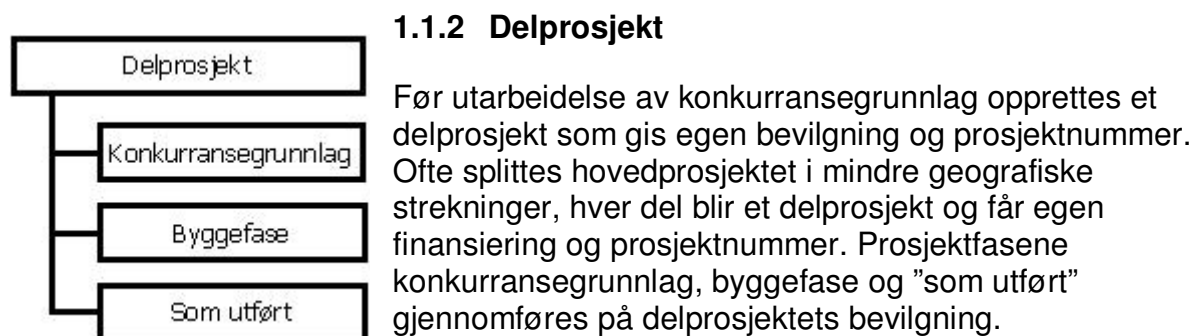 1.1.2 Delprosjekt
Delprosjekt
Konkurransegrunnlag
Byggefase
Som utført
Før utarbeidelse av konkurransegrunnlag opprettes et
delprosjekt som gis egen bevilgning og prosjektnummer.
Ofte splittes hovedprosjektet i mindre geografiske
strekninger, hver del blir et delprosjekt og får egen
finansiering og prosjektnummer. Prosjektfasene
konkurransegrunnlag, byggefase og ”som utført”
gjennomføres på delprosjektets bevilgning.